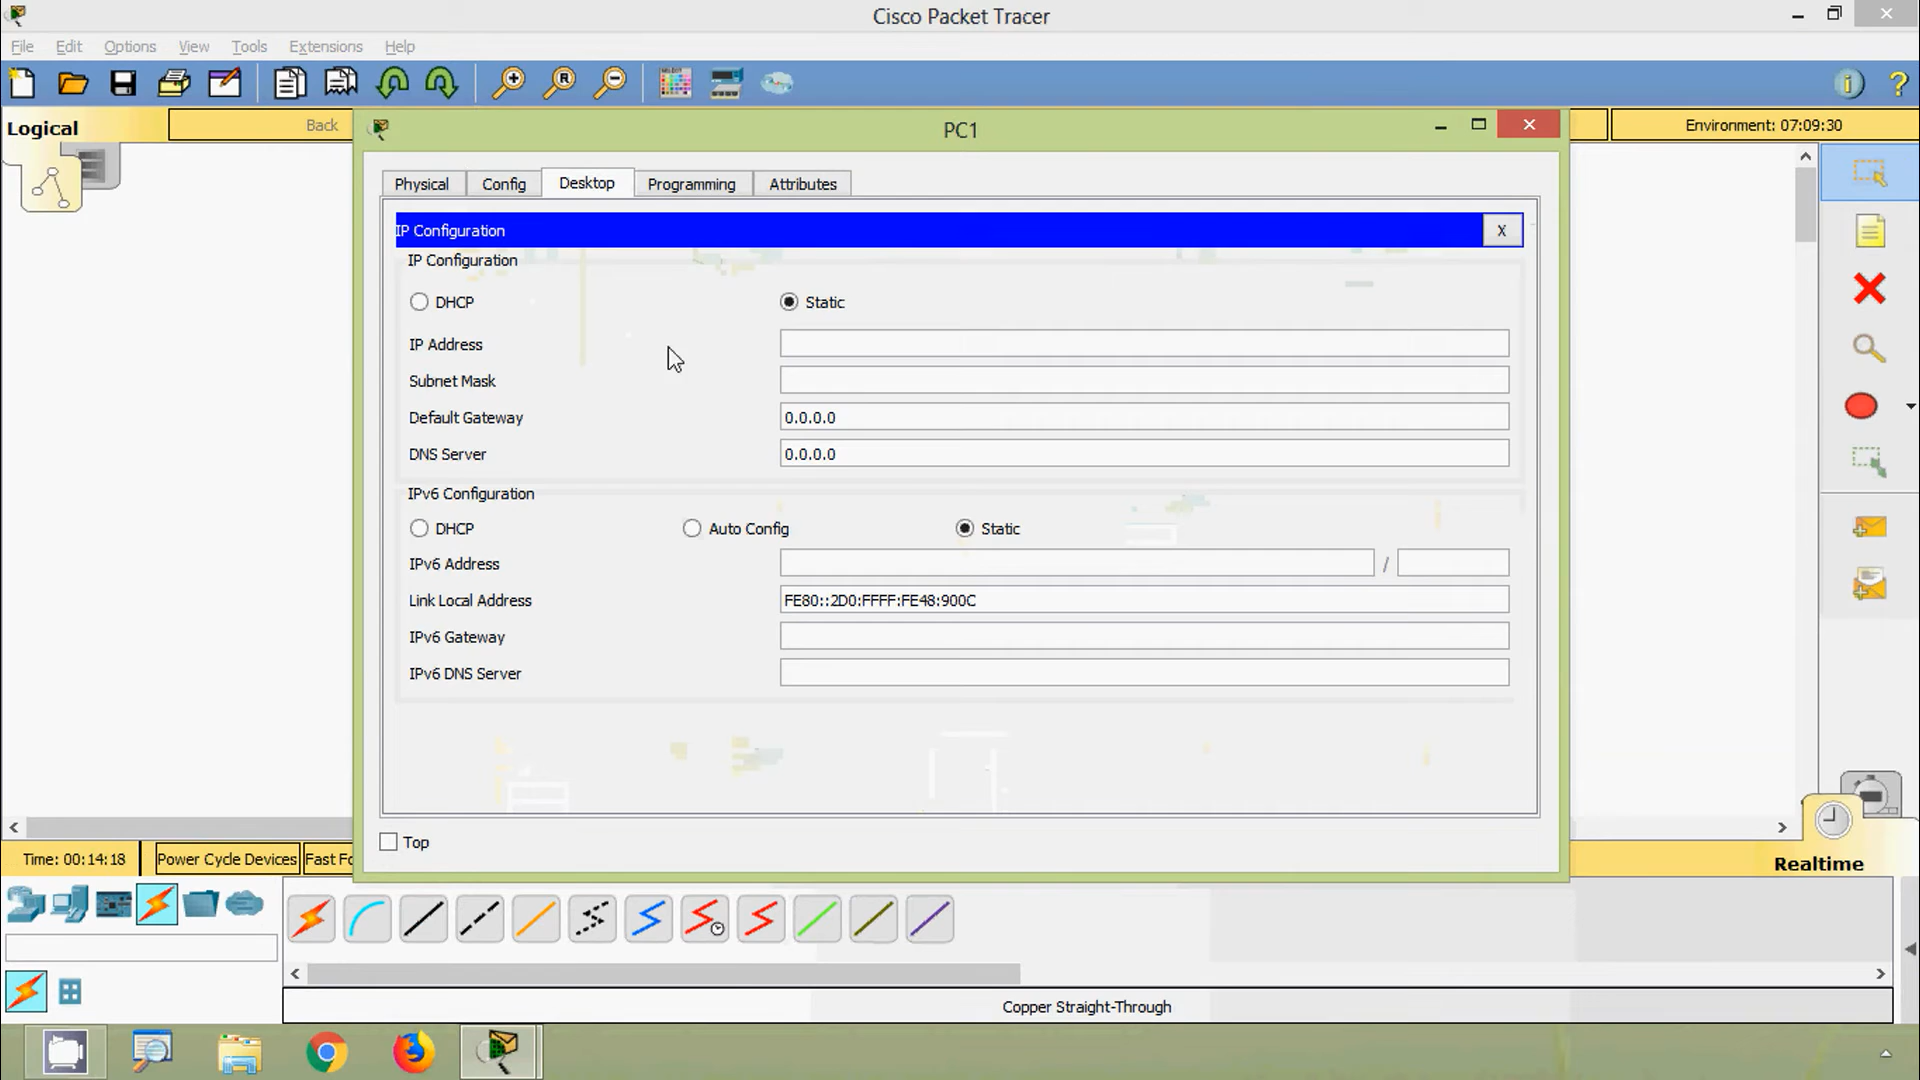 Cisco Packet Tracer
File Edit Options View Tools Extensions Help
Logical
Back
PC1
Environment: 07:09:30
Physical Config Desktop Programming Attributes
IP Configuration X
IP Configuration
DHCP Static
IP Address
Subnet Mask
Default Gateway 0.0.0.0
DNS Server 0.0.0.0
IPv6 Configuration
DHCP Auto Config Static
IPv6 Address /
Link Local Address FE80::2D0:FFFF:FE48:900C
IPv6 Gateway
IPv6 DNS Server
Top
Time: 00:14:18 Power Cycle Devices Fast Fo
Realtime
Copper Straight-Through